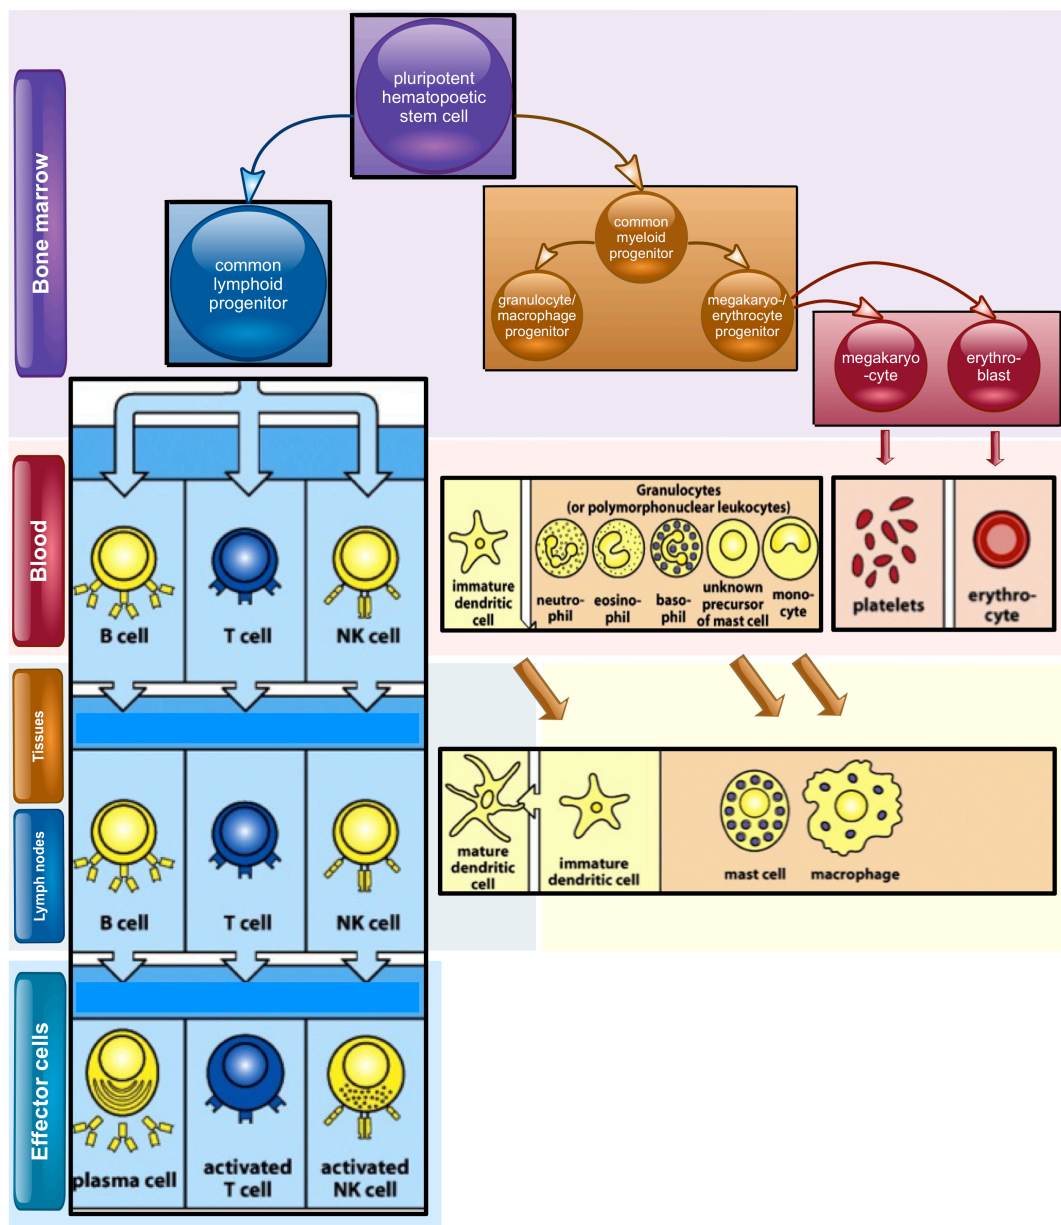 Bone marrow
pluripotent
hematopoetic
stem cell
common
lymphoid
progenitor
common
myeloid
progenitor
granulocyte/
macrophage
progenitor
megakaryo-/
erythrocyte
progenitor
megakaryo
-cyte
erythro-
blast
Blood
B cell
T cell
NK cell
immature
dendritic
cell
Granulocytes
(or polymorphonuclear leukocytes)
neutro-
phil
eosino-
phil
baso-
phil
unknown
precursor
of mast cell
mono-
cyte
platelets
erythro-
cyte
Tissues
Lymph nodes
B cell
T cell
NK cell
mature
dendritic
cell
immature
dendritic cell
mast cell
macrophage
Effector cells
plasma cell
activated
T cell
activated
NK cell